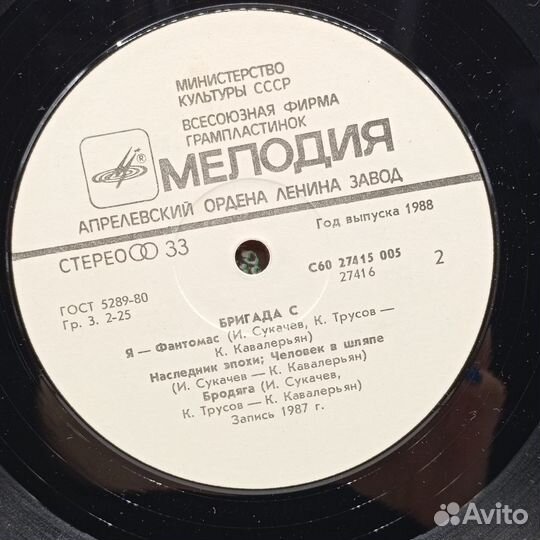 МИНИСТЕРСТВО
КУЛЬТУРЫ СССР
ВСЕСОЮЗНАЯ ФИРМА
ГРАМПЛАСТИНОК
® МЕЛОДИЯ
АПРЕЛЕВСКИЙ ОРДЕНА ЛЕНИНА ЗАВОД
СТЕРЕО 33
Год выпуска 1988
С60 27415 005
27416
2
ГОСТ 5289-80
Гр. 3. 2-25
БРИГАДА С
Я — Фантомас (И. Сукачев, К. Трусов —
К. Кавалерьян)
Наследник эпохи; Человек в шляпе
(И. Сукачев — К. Кавалерьян)
Бродяга (И. Сукачев,
К. Трусов — К. Кавалерьян)
Запись 1987 г.
Avito